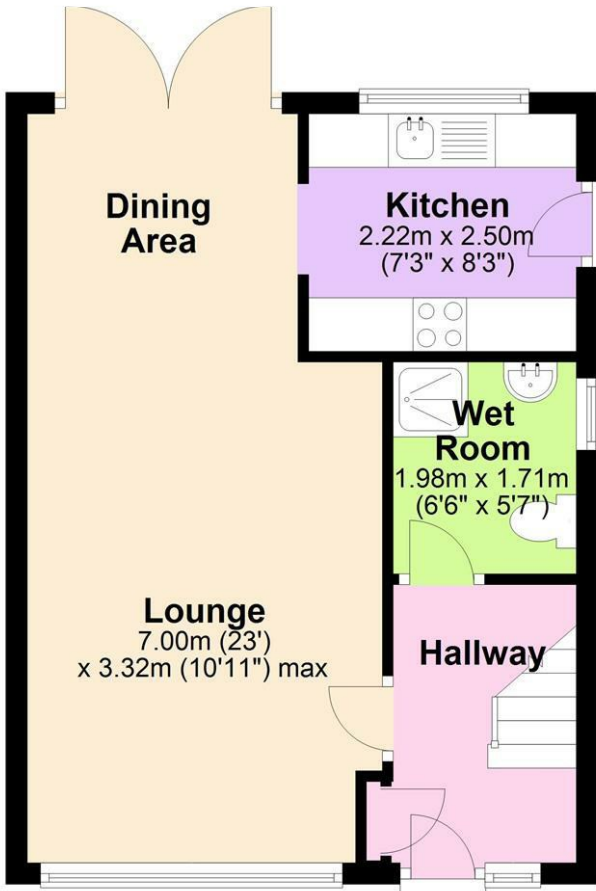 Dining
Area
Kitchen
2.22m x 2.50m
(7'3" x 8'3")
Wet
Room
1.98m x 1.71m
(6'6" x 5'7")
Lounge
7.00m (23')
x 3.32m (10'11") max
Hallway